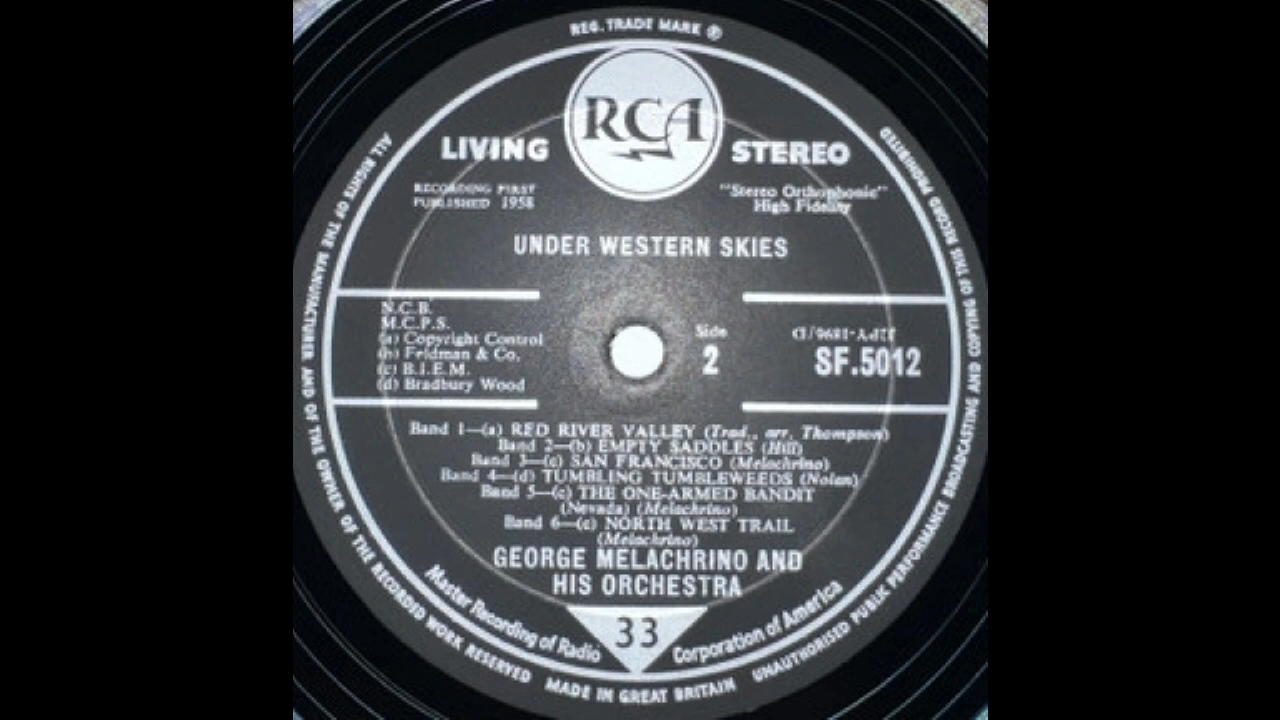 REG. TRADE MARK ®
RCA
LIVING STEREO
RECORDING FIRST
PUBLISHED 1958
"Stereo Orthophonic"
High Fidelity
UNDER WESTERN SKIES
N.C.B.
M.C.P.S.
(a) Copyright Control
(b) Feldman & Co.
(c) B.I.E.M.
(d) Bradbury Wood
Side
2
SF.5012
Band 1—(a) RED RIVER VALLEY (Trad., arr. Thompson)
Band 2—(b) EMPTY SADDLES (Hill)
Band 3—(c) SAN FRANCISCO (Melachrino)
Band 4—(d) TUMBLING TUMBLEWEEDS (Nolan)
Band 5—(c) THE ONE-ARMED BANDIT
(Nevada) (Melachrino)
Band 6—(c) NORTH WEST TRAIL
(Melachrino)
GEORGE MELACHRINO AND
HIS ORCHESTRA
Master Recording of Radio Corporation of America
33
ALL RIGHTS OF THE MANUFACTURER AND OF THE OWNER OF THE RECORDED WORK RESERVED
MADE IN GREAT BRITAIN
UNAUTHORISED PUBLIC PERFORMANCE BROADCASTING AND COPYING OF THIS RECORD PROHIBITED